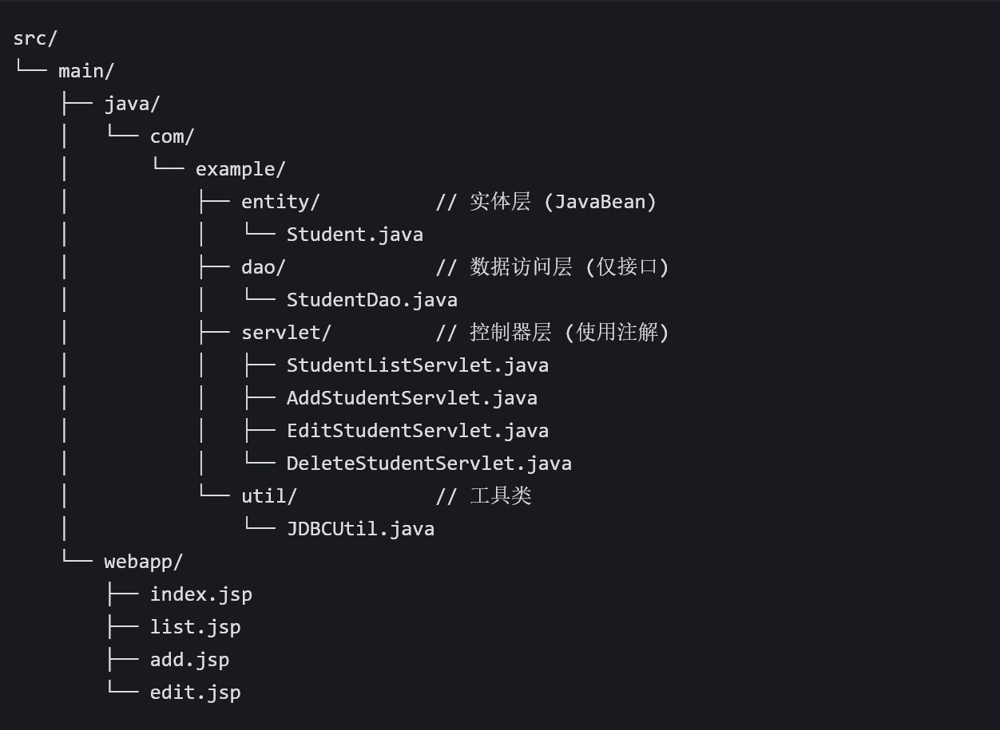 src/
└── main/
    ├── java/
    │   └── com/
    │       └── example/
    │           ├── entity/          // 实体层 (JavaBean)
    │           │   └── Student.java
    │           ├── dao/             // 数据访问层 (仅接口)
    │           │   └── StudentDao.java
    │           ├── servlet/         // 控制器层 (使用注解)
    │           │   ├── StudentListServlet.java
    │           │   ├── AddStudentServlet.java
    │           │   ├── EditStudentServlet.java
    │           │   └── DeleteStudentServlet.java
    │           └── util/            // 工具类
    │               └── JDBCUtil.java
    └── webapp/
        ├── index.jsp
        ├── list.jsp
        ├── add.jsp
        └── edit.jsp